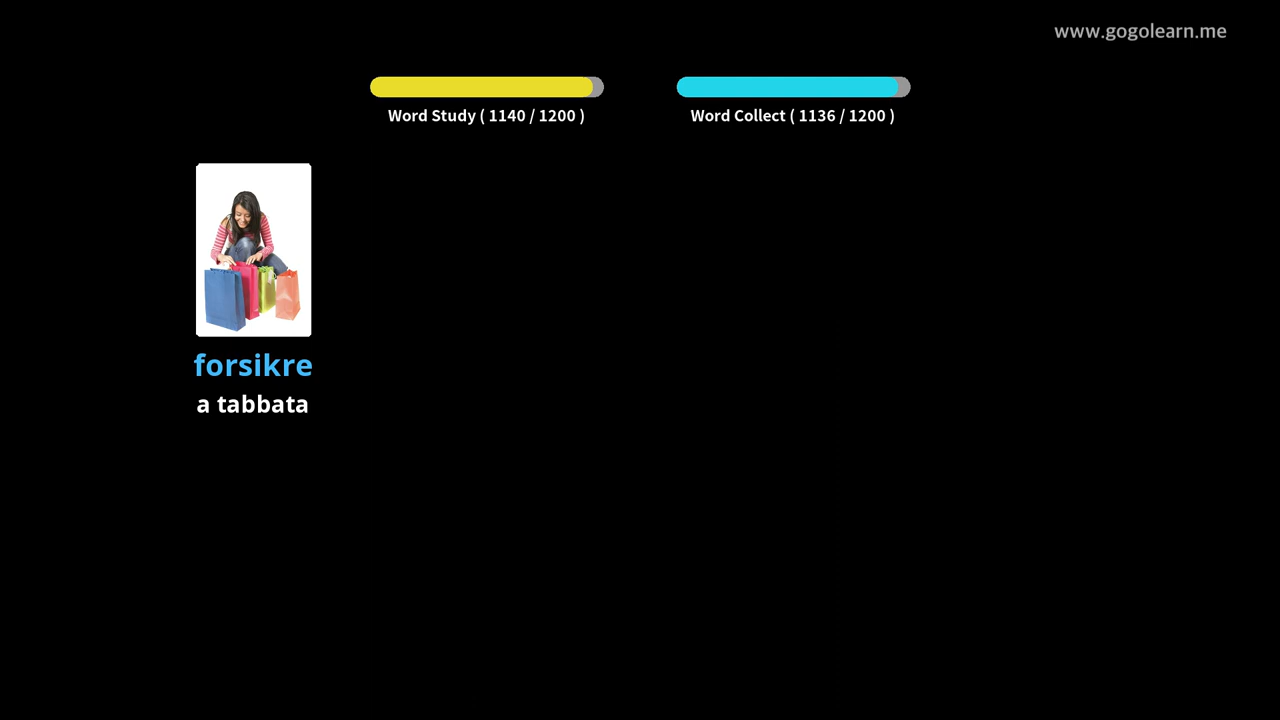 www.gogolearn.me
Word Study ( 1140 / 1200 )
Word Collect ( 1136 / 1200 )
forsikre
a tabbata